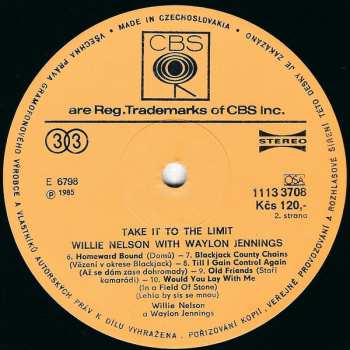 MADE IN CZECHOSLOVAKIA
VŠECHNA PRÁVA GRAMOFONOVÉHO VÝROBCE A VLASTNÍKŮ AUTORSKÝCH PRÁV K DÍLU VYHRAZENA. POŘIZOVÁNÍ KOPIÍ, VEŘEJNÉ PROVOZOVÁNÍ A ROZHLASOVÉ ŠÍŘENÍ TÉTO DESKY JE ZAKÁZÁNO
CBS
are Reg.Trademarks of CBS Inc.
33
STEREO
E 6798
℗ 1985
OSA
1113 3708
Kčs 120,-
2. strana
TAKE IT TO THE LIMIT
WILLIE NELSON WITH WAYLON JENNINGS
6. Homeward Bound (Domů) - 7. Blackjack County Chains
(Vězení v okrese Blackjack) - 8. Till I Gain Control Again
(Až se dám zase dohromady) - 9. Old Friends (Staří
kamarádi) - 10. Would You Lay With Me
(In a Field Of Stone)
(Lehla by sis se mnou)
Willie Nelson
a Waylon Jennings